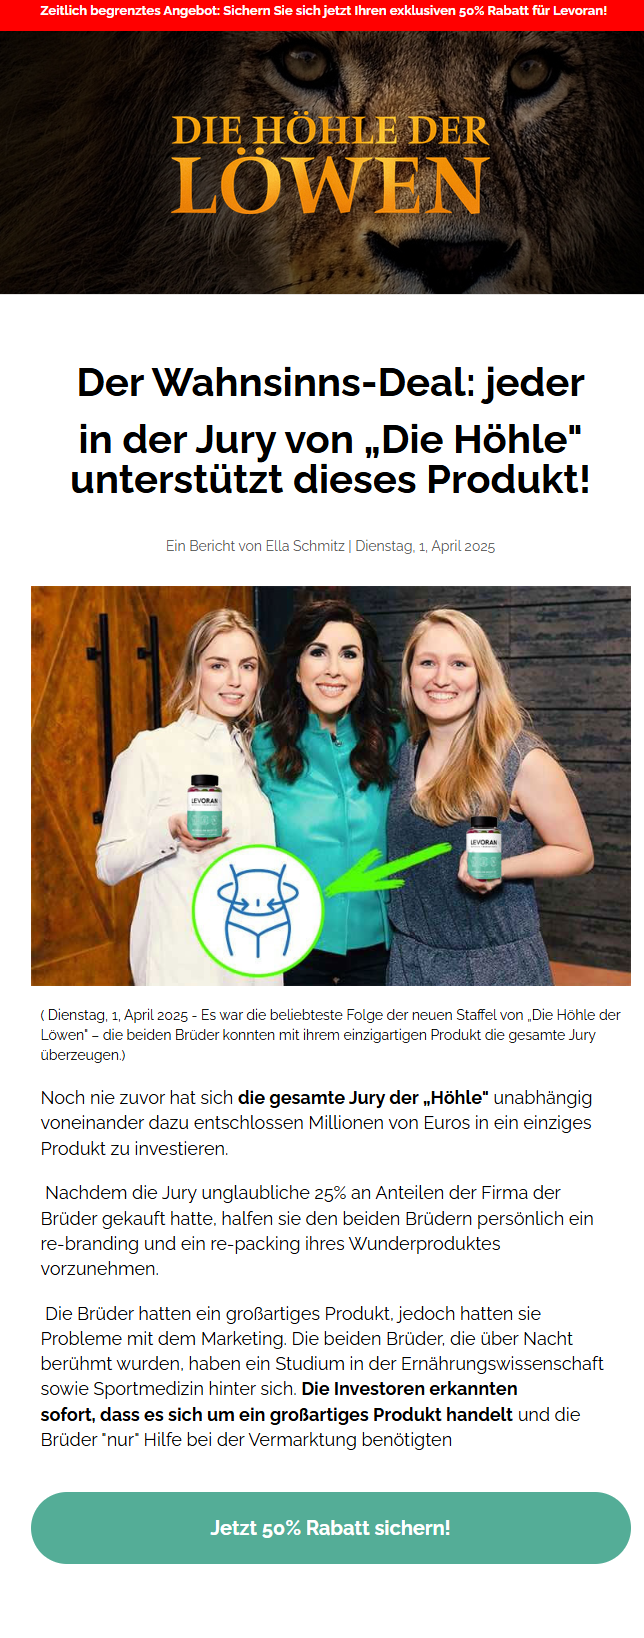 Zeitlich begrenztes Angebot: Sichern Sie sich jetzt Ihren exklusiven 50% Rabatt für Levoran!
DIE HÖHLE DER
LÖWEN
Der Wahnsinns-Deal: jeder
in der Jury von „Die Höhle"
unterstützt dieses Produkt!
Ein Bericht von Ella Schmitz | Dienstag, 1, April 2025
LEVORAN
LEVORAN
( Dienstag, 1, April 2025 - Es war die beliebteste Folge der neuen Staffel von „Die Höhle der
Löwen" – die beiden Brüder konnten mit ihrem einzigartigen Produkt die gesamte Jury
überzeugen.)
Noch nie zuvor hat sich die gesamte Jury der „Höhle" unabhängig
voneinander dazu entschlossen Millionen von Euros in ein einziges
Produkt zu investieren.
Nachdem die Jury unglaubliche 25% an Anteilen der Firma der
Brüder gekauft hatte, halfen sie den beiden Brüdern persönlich ein
re-branding und ein re-packing ihres Wunderproduktes
vorzunehmen.
Die Brüder hatten ein großartiges Produkt, jedoch hatten sie
Probleme mit dem Marketing. Die beiden Brüder, die über Nacht
berühmt wurden, haben ein Studium in der Ernährungswissenschaft
sowie Sportmedizin hinter sich. Die Investoren erkannten
sofort, dass es sich um ein großartiges Produkt handelt und die
Brüder "nur" Hilfe bei der Vermarktung benötigten
Jetzt 50% Rabatt sichern!